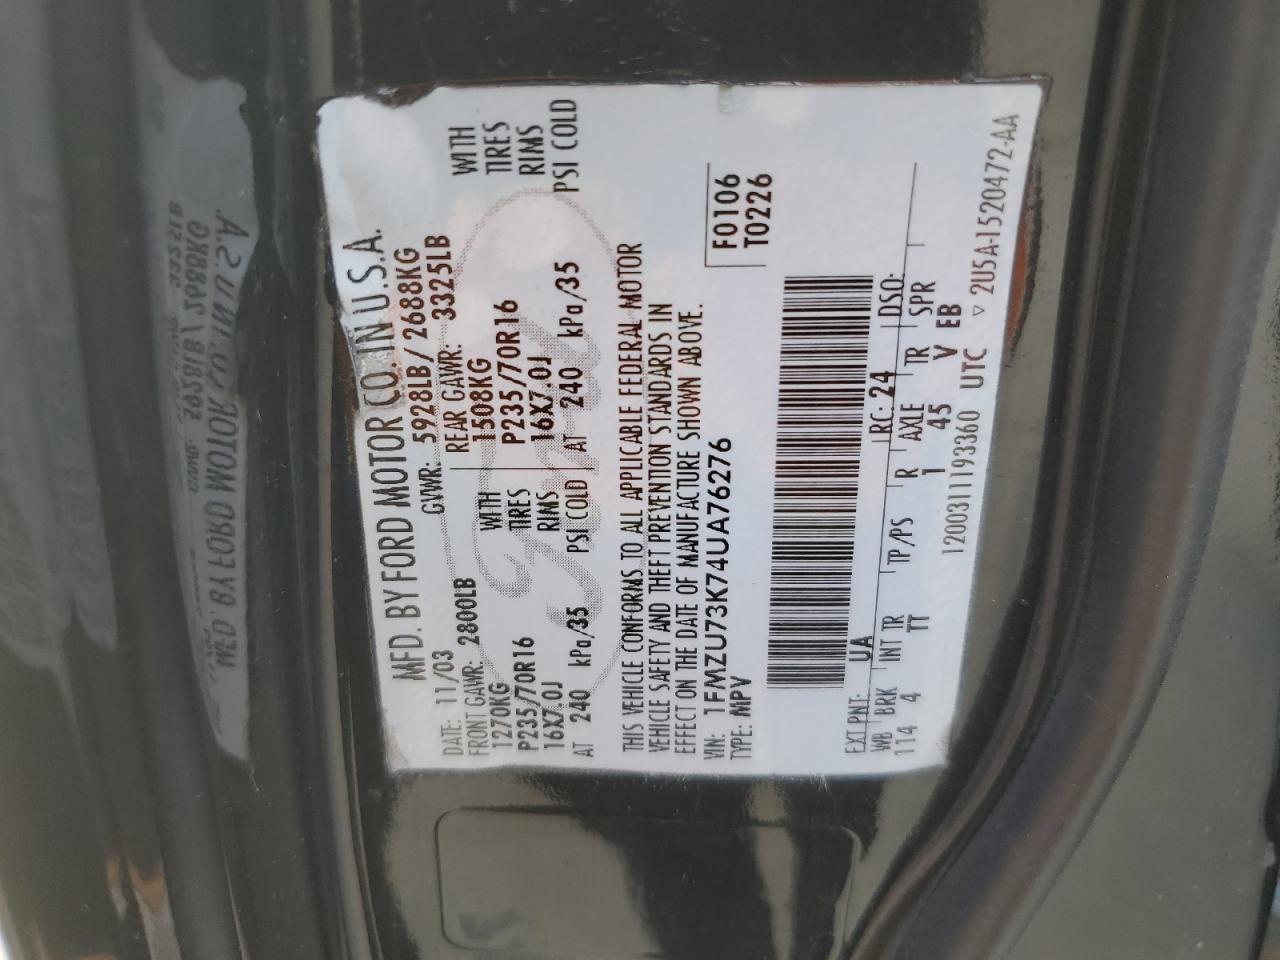 MFD. BY FORD MOTOR CO. IN U.S.A.
DATE: 11/03 GVWR: 5928LB/2688KG
FRONT GAWR: 2800LB REAR GAWR: 3325LB
1270KG WITH 1508KG WITH
P235/70R16 TIRES P235/70R16 TIRES
16X7.0J RIMS 16X7.0J RIMS
AT 240 kPa/35 PSI COLD AT 240 kPa/35 PSI COLD
THIS VEHICLE CONFORMS TO ALL APPLICABLE FEDERAL MOTOR
VEHICLE SAFETY AND THEFT PREVENTION STANDARDS IN
EFFECT ON THE DATE OF MANUFACTURE SHOWN ABOVE.
VIN: 1FMZU73K74UA76276 F0106
TYPE: MPV T0226
EXT PNT: UA RC: 24 DSO:
WB BRK INT TR TP/PS R AXLE TR SPR
114 4 TT 1 45 V EB
12003111193360 UTC ▽ 2U5A-1520472-AA